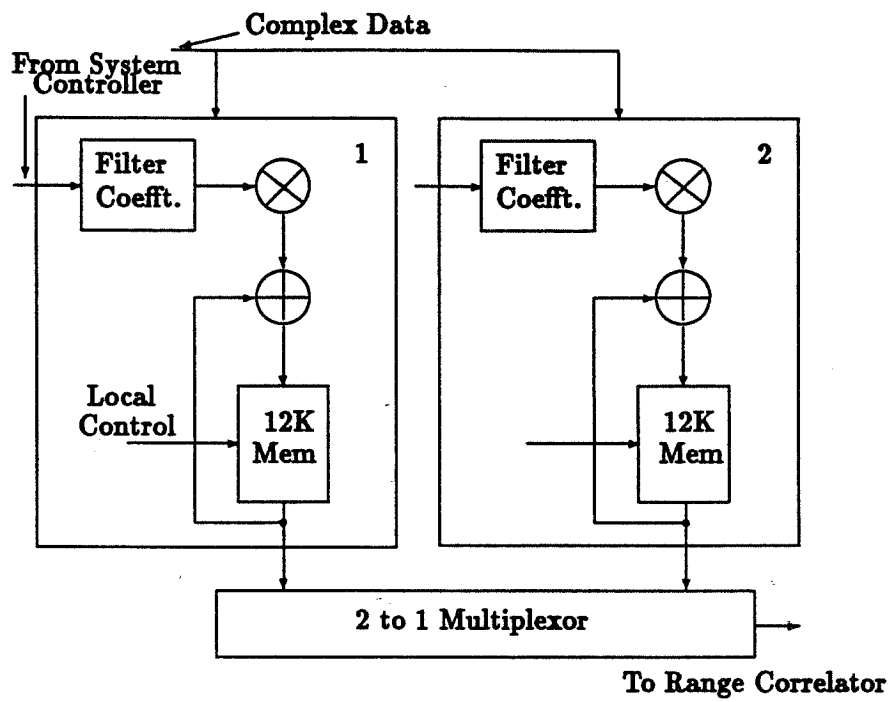 Complex Data
From System
Controller
1
Filter
Coefft.
2
Filter
Coefft.
Local
Control
12K
Mem
12K
Mem
2 to 1 Multiplexor
To Range Correlator